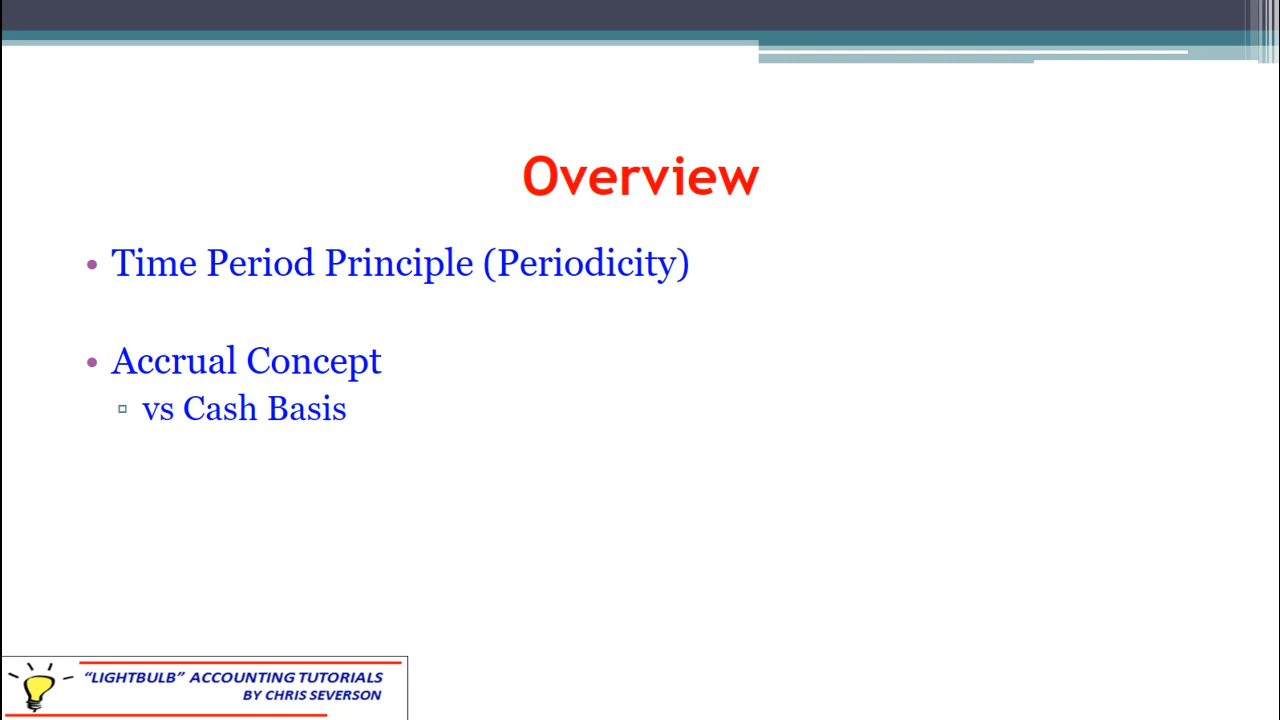 Overview
• Time Period Principle (Periodicity)
• Accrual Concept
▫ vs Cash Basis
“LIGHTBULB” ACCOUNTING TUTORIALS
BY CHRIS SEVERSON